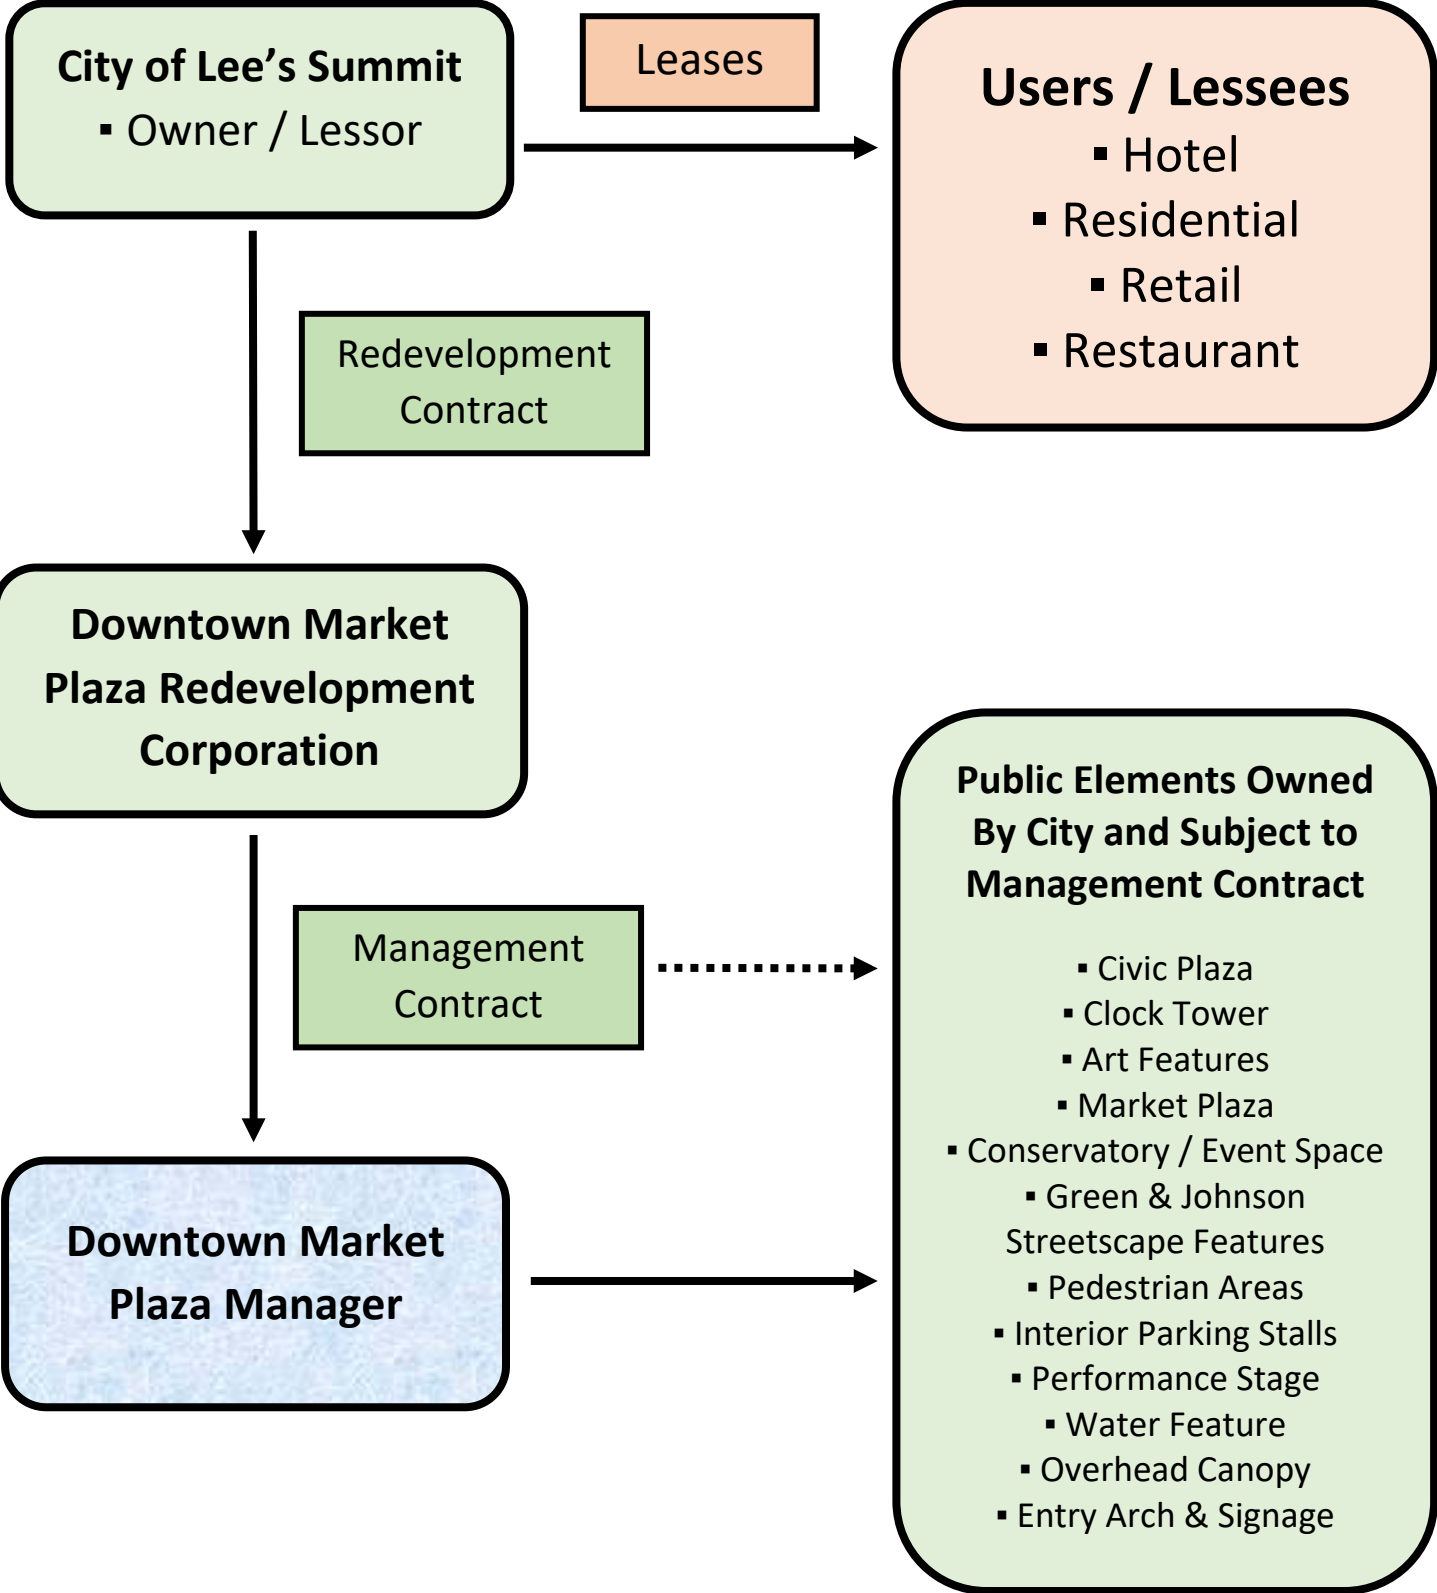 City of Lee’s Summit
▪ Owner / Lessor
Leases
Users / Lessees
▪ Hotel
▪ Residential
▪ Retail
▪ Restaurant
Redevelopment
Contract
Downtown Market
Plaza Redevelopment
Corporation
Management
Contract
Public Elements Owned
By City and Subject to
Management Contract
▪ Civic Plaza
▪ Clock Tower
▪ Art Features
▪ Market Plaza
▪ Conservatory / Event Space
▪ Green & Johnson
Streetscape Features
▪ Pedestrian Areas
▪ Interior Parking Stalls
▪ Performance Stage
▪ Water Feature
▪ Overhead Canopy
▪ Entry Arch & Signage
Downtown Market
Plaza Manager